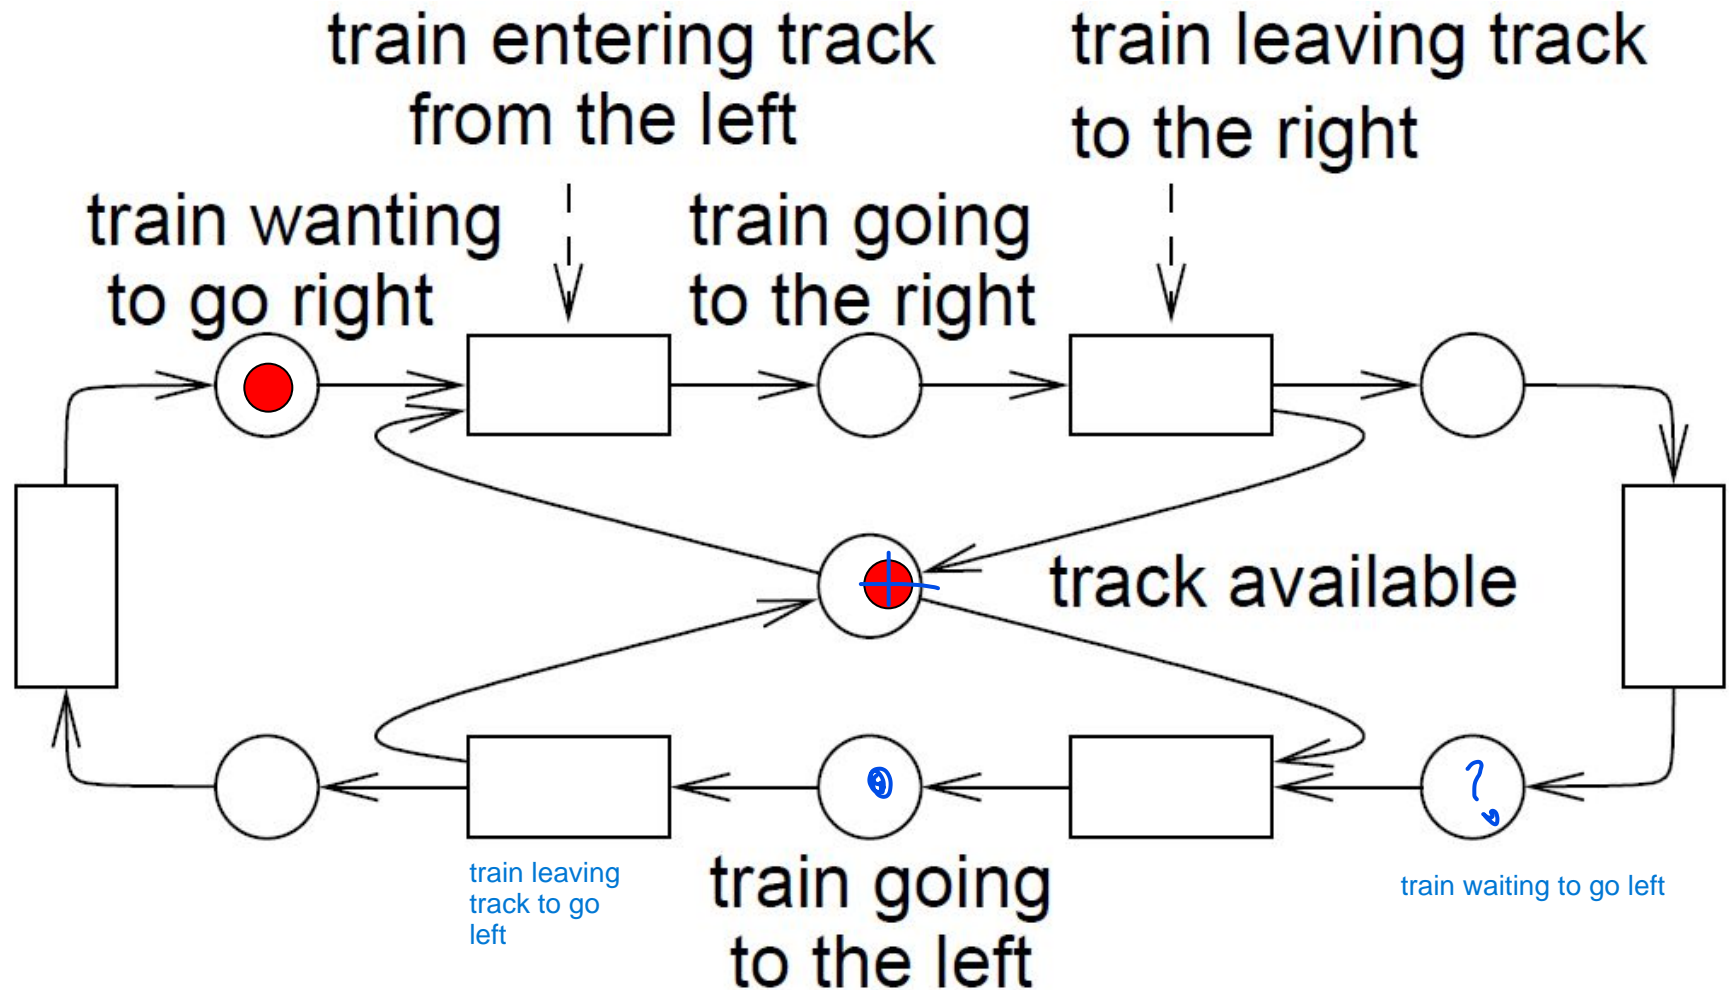 train entering track
from the left
train leaving track
to the right
train wanting
to go right
train going
to the right
track available
?
train leaving
track to go
left
train going
to the left
train waiting to go left